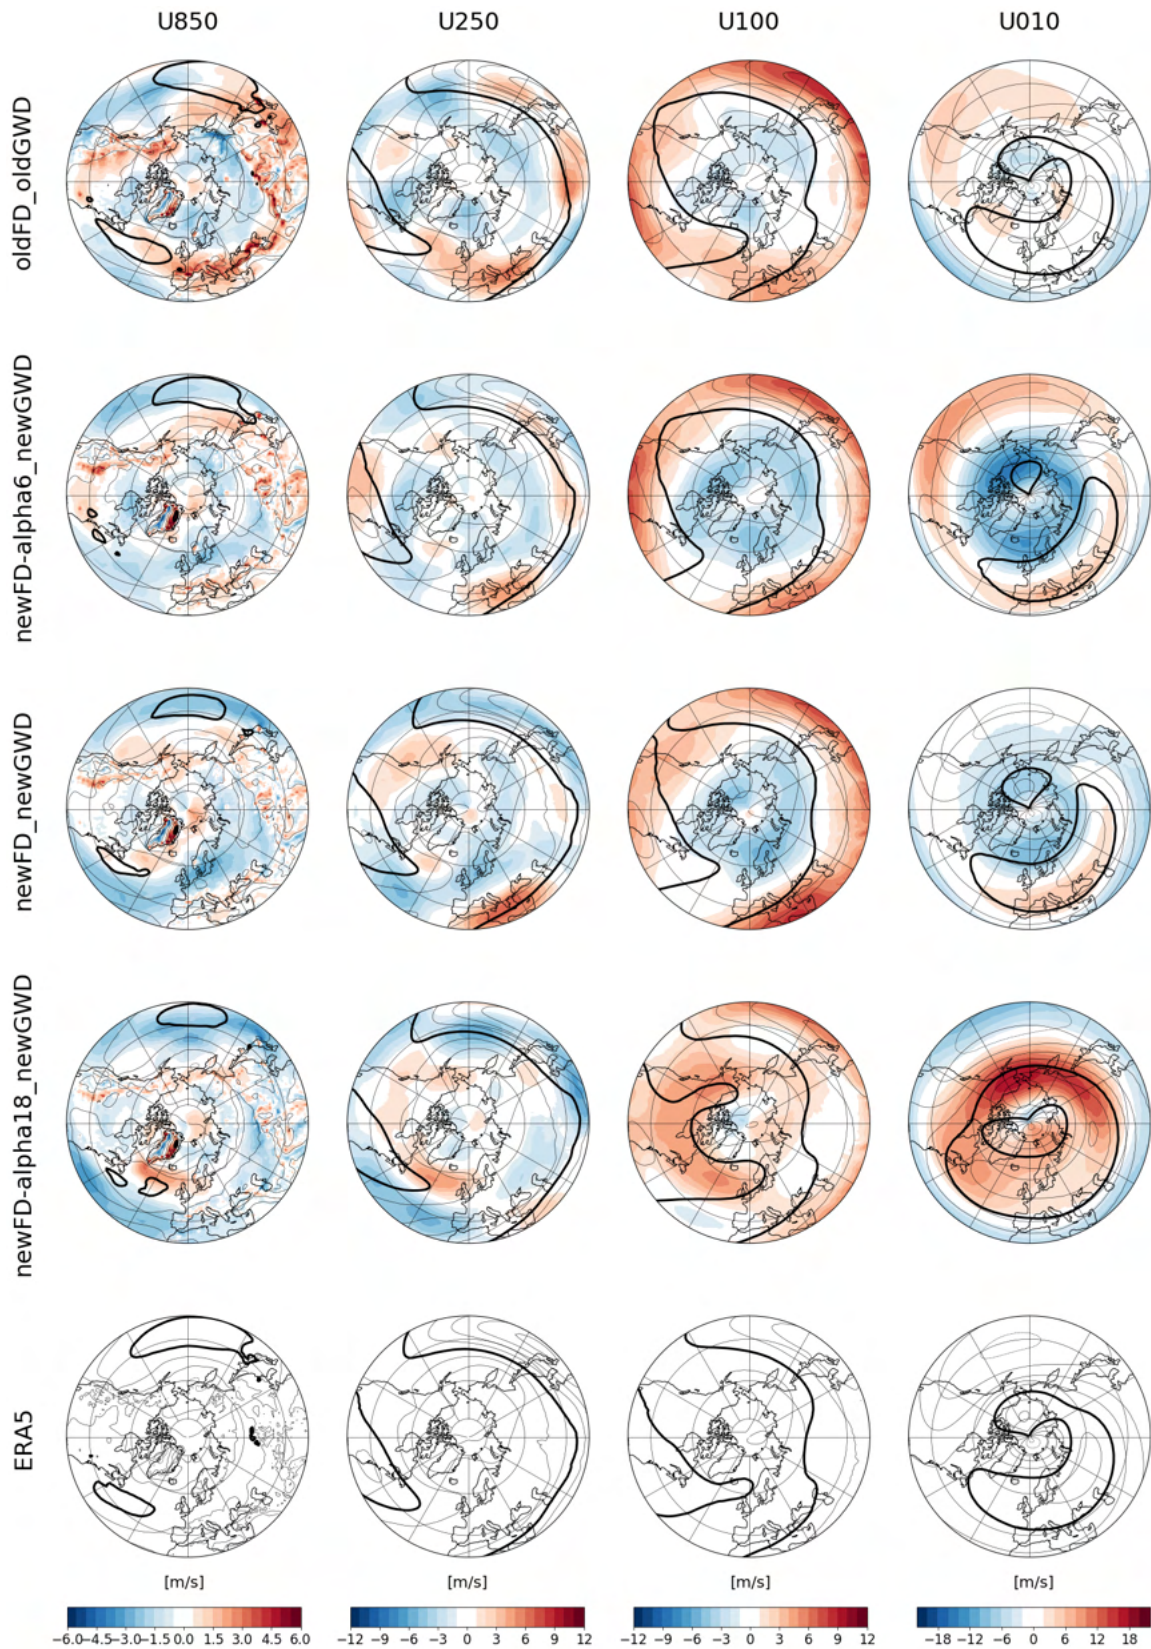 U850 U250 U100 U010
oldFD_oldGWD
newFD-alpha6_newGWD
newFD_newGWD
newFD-alpha18_newGWD
ERA5
[m/s] [m/s] [m/s] [m/s]
−6.0 −4.5 −3.0 −1.5 0.0 1.5 3.0 4.5 6.0
−12 −9 −6 −3 0 3 6 9 12
−12 −9 −6 −3 0 3 6 9 12
−18 −12 −6 0 6 12 18